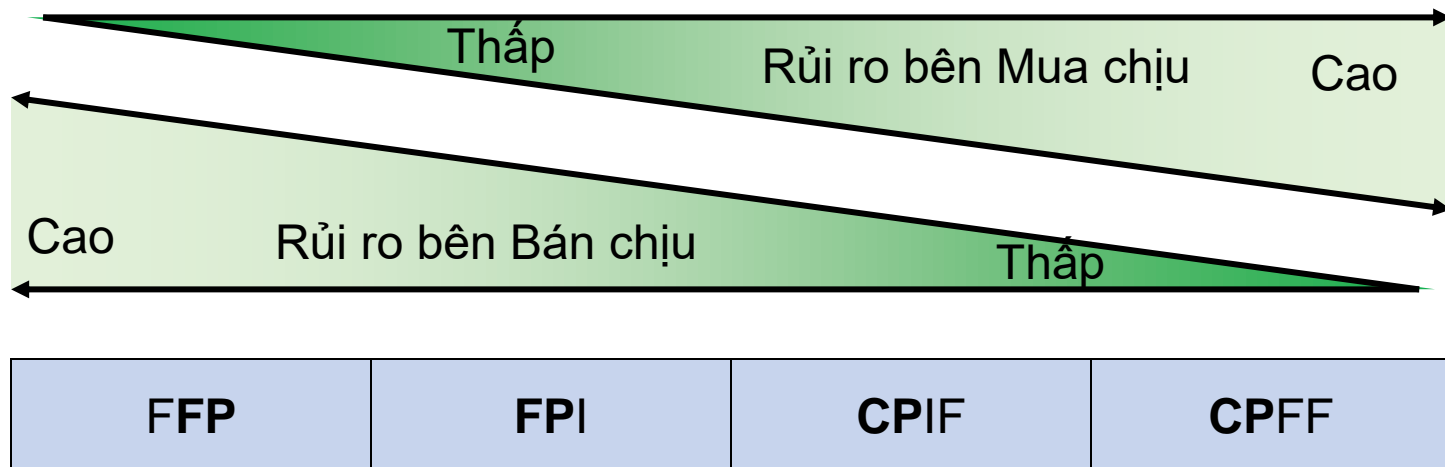 Thấp
Rủi ro bên Mua chịu
Cao
Cao
Rủi ro bên Bán chịu
Thấp
FFP
FPI
CPIF
CPFF